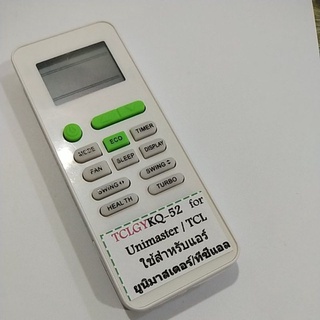 ECO
TIMER
FAN
SLEEP
DISPLAY
SWING
SWING
HEALTH
TURBO
TCLGYKQ-52 for
Unimaster / TCL
ใช้สำหรับแอร์
ยูนิมาสเตอร์/ทีซีแอล